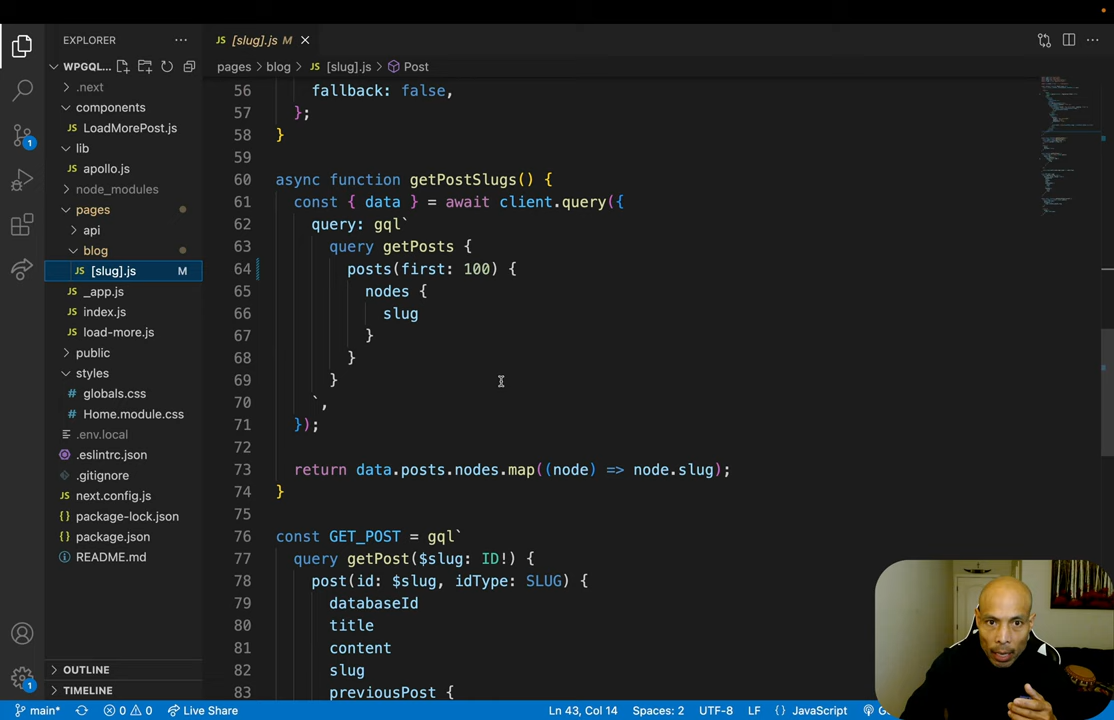 EXPLORER
[slug].js M
WPGQL...
pages > blog > [slug].js > Post
.next
components
LoadMorePost.js
lib
apollo.js
node_modules
pages
api
blog
[slug].js M
_app.js
index.js
load-more.js
public
styles
globals.css
Home.module.css
.env.local
.eslintrc.json
.gitignore
next.config.js
package-lock.json
package.json
README.md
OUTLINE
TIMELINE
56 fallback: false,
57 };
58 }
59
60 async function getPostSlugs() {
61 const { data } = await client.query({
62 query: gql`
63 query getPosts {
64 posts(first: 100) {
65 nodes {
66 slug
67 }
68 }
69 }
70 `,
71 });
72
73 return data.posts.nodes.map((node) => node.slug);
74 }
75
76 const GET_POST = gql`
77 query getPost($slug: ID!) {
78 post(id: $slug, idType: SLUG) {
79 databaseId
80 title
81 content
82 slug
83 previousPost {
1
1
main* 0 0 Live Share Ln 43, Col 14 Spaces: 2 UTF-8 LF { } JavaScript